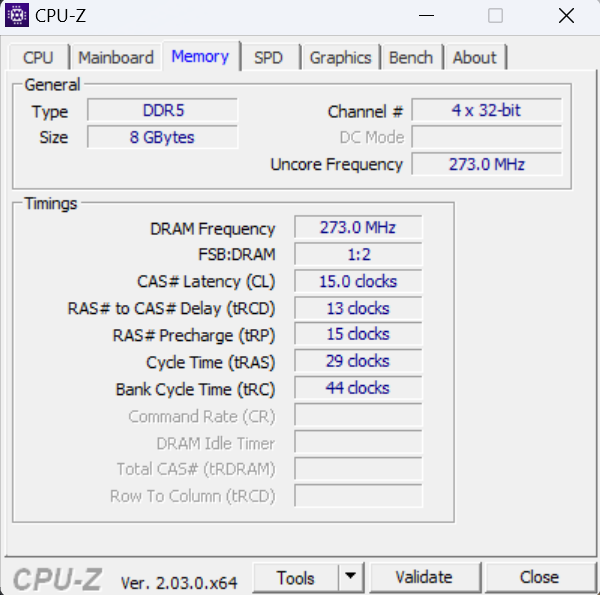 CPU-Z
CPU Mainboard Memory SPD Graphics Bench About
General
Type DDR5 Channel # 4 x 32-bit
Size 8 GBytes DC Mode
Uncore Frequency 273.0 MHz
Timings
DRAM Frequency 273.0 MHz
FSB:DRAM 1:2
CAS# Latency (CL) 15.0 clocks
RAS# to CAS# Delay (tRCD) 13 clocks
RAS# Precharge (tRP) 15 clocks
Cycle Time (tRAS) 29 clocks
Bank Cycle Time (tRC) 44 clocks
Command Rate (CR)
DRAM Idle Timer
Total CAS# (tRDRAM)
Row To Column (tRCD)
CPU-Z Ver. 2.03.0.x64 Tools Validate Close